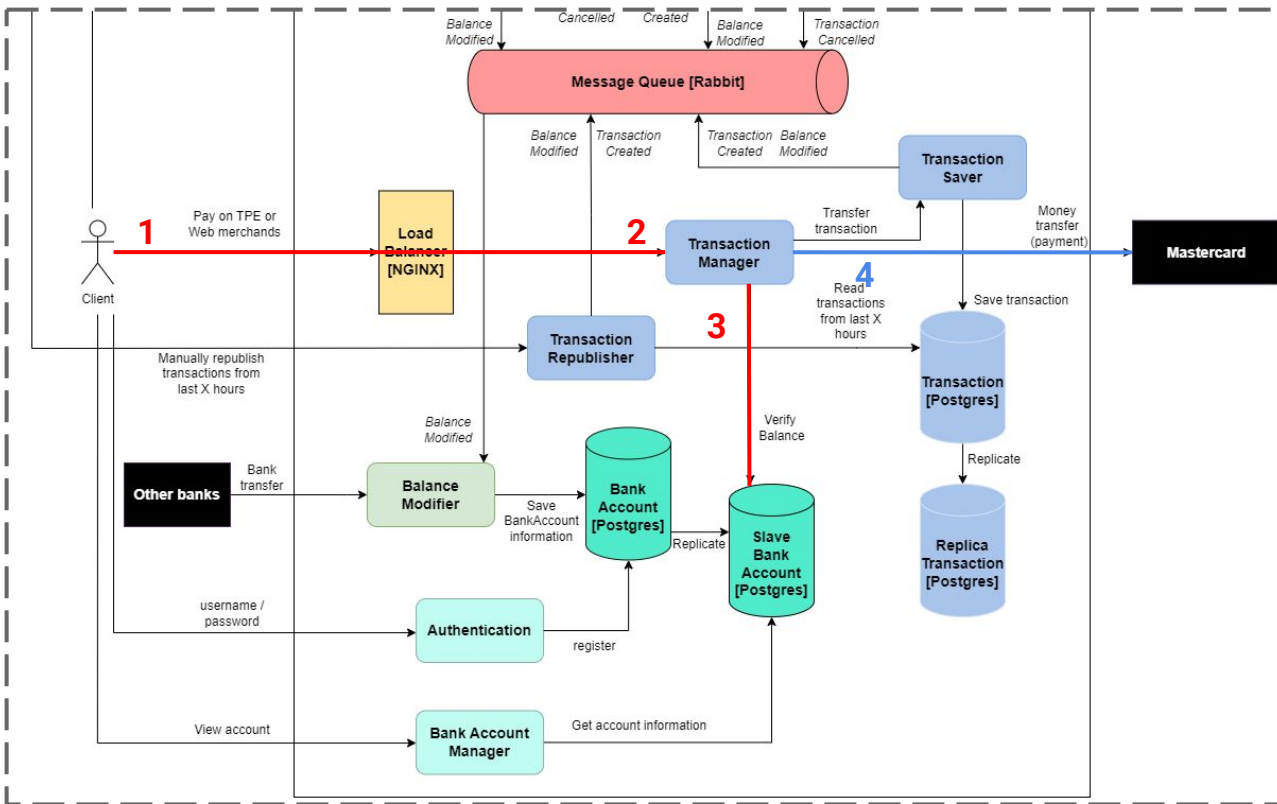 Balance
Modified
Cancelled
Created
Balance
Modified
Transaction
Cancelled
Message Queue [Rabbit]
Balance
Modified
Transaction
Created
Transaction
Created
Balance
Modified
Transaction
Saver
1
Pay on TPE or
Web merchands
Load
Balancer
[NGINX]
2
Transaction
Manager
Transfer
transaction
Money
transfer
(payment)
Mastercard
4
Client
Read
transactions
from last X
hours
Save transaction
3
Manually republish
transactions from
last X hours
Transaction
Republisher
Transaction
[Postgres]
Verify
Balance
Balance
Modified
Replicate
Other banks
Bank
transfer
Balance
Modifier
Save
BankAccount
information
Bank
Account
[Postgres]
Replicate
Slave
Bank
Account
[Postgres]
Replica
Transaction
[Postgres]
username /
password
Authentication
register
View account
Bank Account
Manager
Get account information